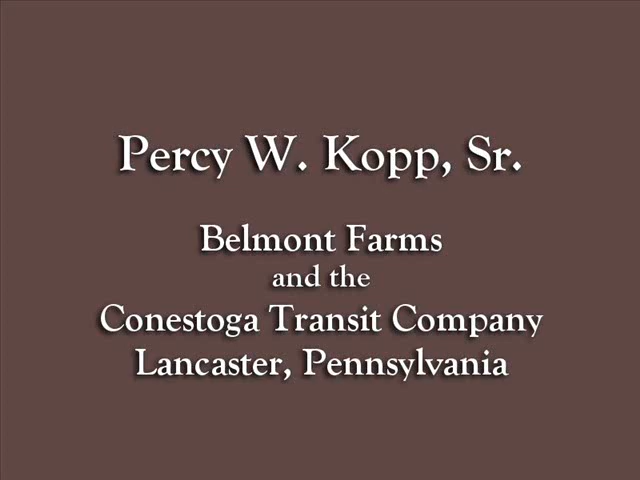 Percy W. Kopp, Sr.
Belmont Farms
and the
Conestoga Transit Company
Lancaster, Pennsylvania